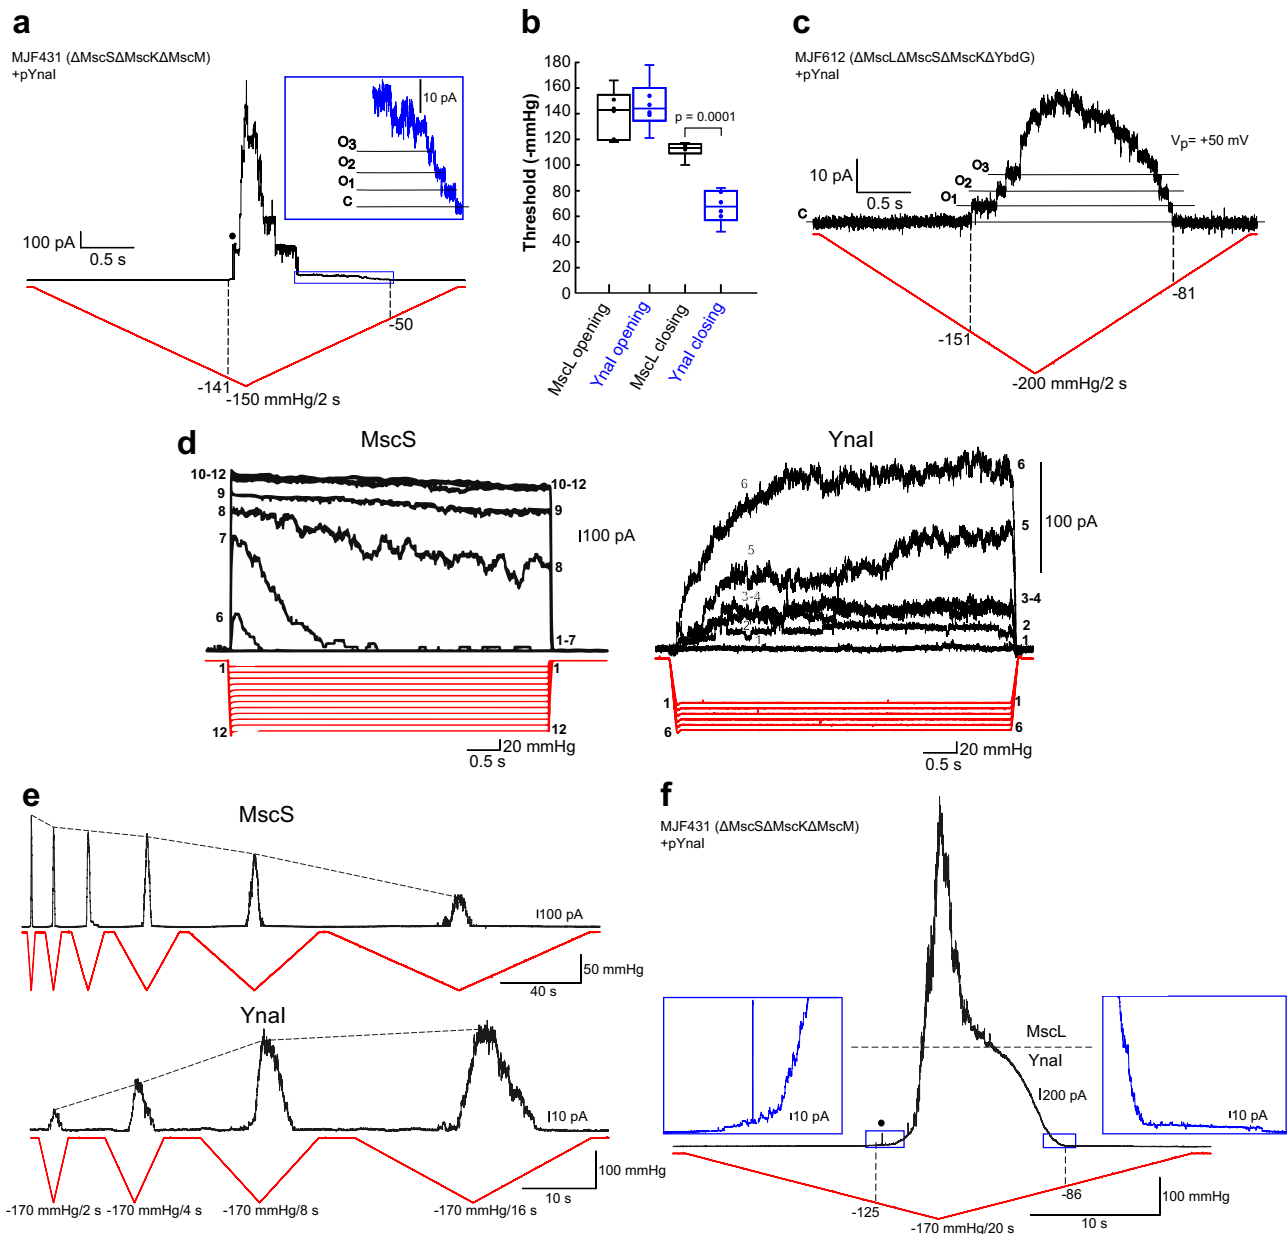 a
MJF431 (ΔMscSΔMscKΔMscM)
+pYnaI
10 pA
O3
O2
O1
C
100 pA
0.5 s
-50
-141
-150 mmHg/2 s
b
Threshold (-mmHg)
180
160
140
120
100
80
60
40
20
0
p = 0.0001
MscL opening
YnaI opening
MscL closing
YnaI closing
c
MJF612 (ΔMscLΔMscSΔMscKΔYbdG)
+pYnaI
Vp= +50 mV
10 pA
0.5 s
O3
O2
O1
C
-81
-151
-200 mmHg/2 s
d
MscS
10-12
9
8
7
6
10-12
9
8
1-7
100 pA
1
12
1
12
20 mmHg
0.5 s
YnaI
6
5
3-4
2
1
6
5
3-4
2
1
100 pA
1
6
1
6
20 mmHg
0.5 s
e
MscS
100 pA
50 mmHg
40 s
YnaI
10 pA
100 mmHg
10 s
-170 mmHg/2 s
-170 mmHg/4 s
-170 mmHg/8 s
-170 mmHg/16 s
f
MJF431 (ΔMscSΔMscKΔMscM)
+pYnaI
10 pA
MscL
YnaI
200 pA
10 pA
-125
-86
-170 mmHg/20 s
100 mmHg
10 s